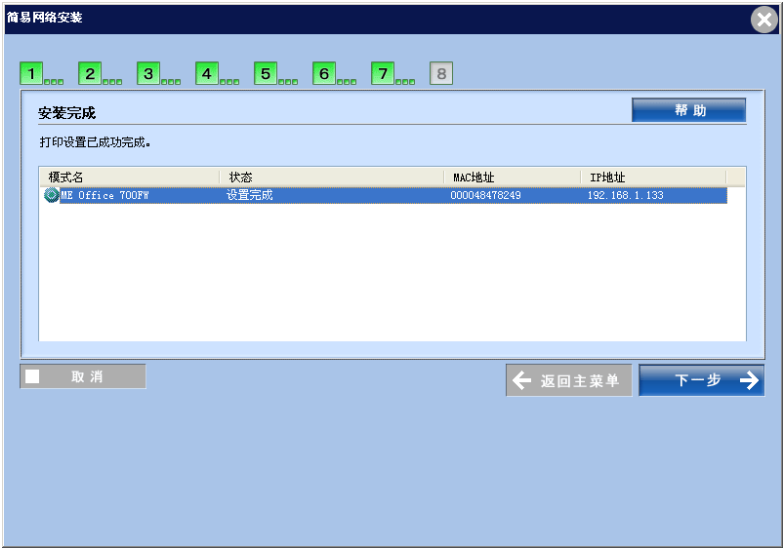 简易网络安装
1 2 3 4 5 6 7 8
安装完成
帮助
打印设置已成功完成。
模式名 状态 MAC地址 IP地址
ME Office 700FW 设置完成 000048478249 192.168.1.133
取消 返回主菜单 下一步